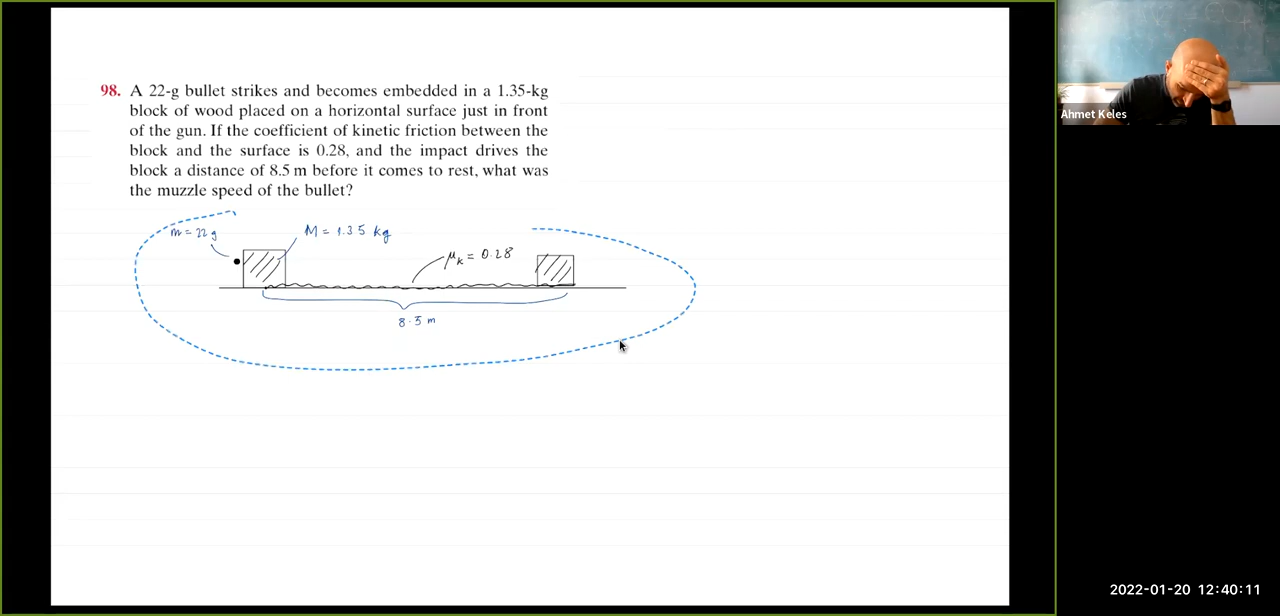 98. A 22-g bullet strikes and becomes embedded in a 1.35-kg
block of wood placed on a horizontal surface just in front
of the gun. If the coefficient of kinetic friction between the
block and the surface is 0.28, and the impact drives the
block a distance of 8.5 m before it comes to rest, what was
the muzzle speed of the bullet?
m = 22 g
M = 1.35 kg
μk = 0.28
8.5 m
Ahmet Keles
2022-01-20 12:40:11